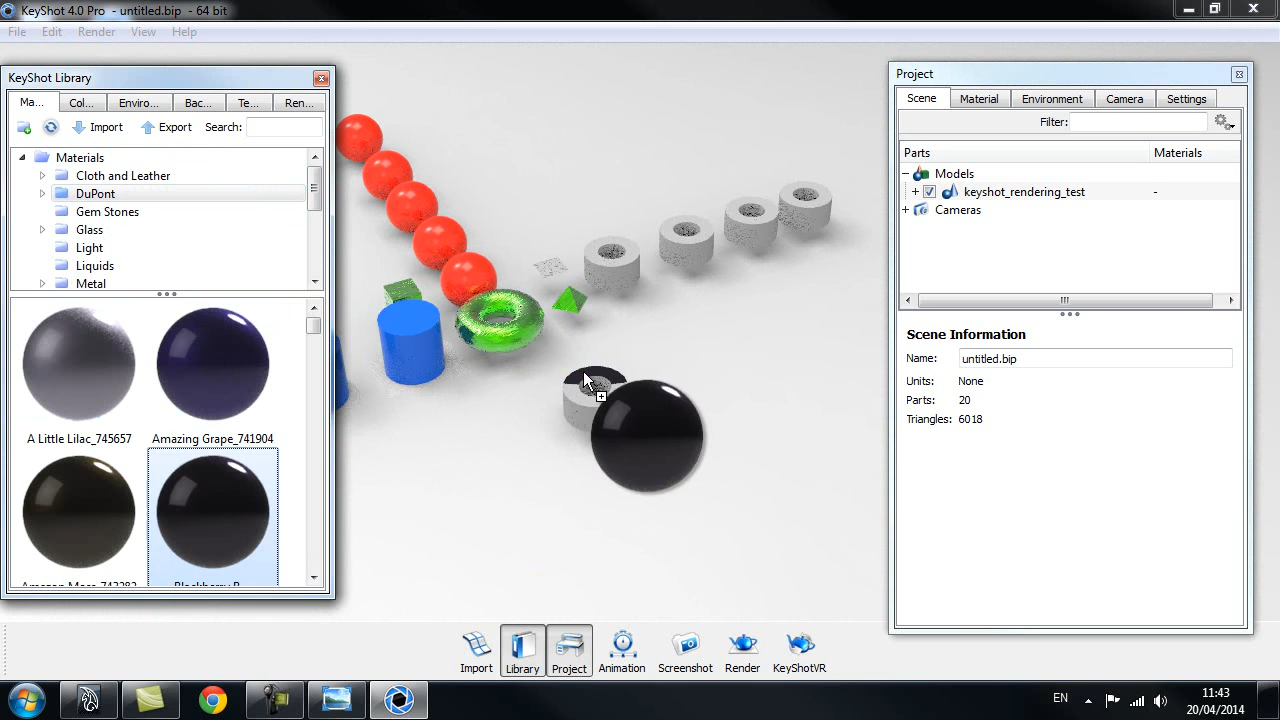 KeyShot 4.0 Pro - untitled.bip - 64 bit
File Edit Render View Help
KeyShot Library
Ma... Col... Enviro... Bac... Te... Ren...
Import Export Search:
Materials
Cloth and Leather
DuPont
Gem Stones
Glass
Light
Liquids
Metal
A Little Lilac_745657 Amazing Grape_741904
Project
Scene Material Environment Camera Settings
Filter:
Parts Materials
Models
keyshot_rendering_test -
Cameras
Scene Information
Name: untitled.bip
Units: None
Parts: 20
Triangles: 6018
Import Library Project Animation Screenshot Render KeyShotVR
EN
11:43
20/04/2014